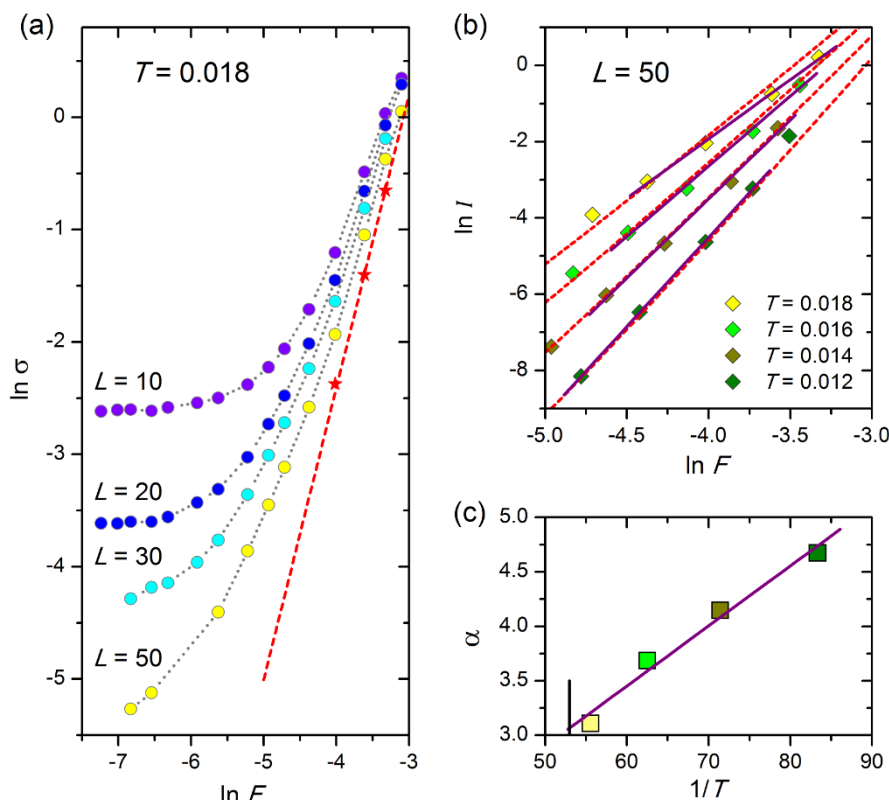 (a)
T = 0.018
ln σ
0
-1
-2
-3
-4
-5
L = 10
L = 20
L = 30
L = 50
-7 -6 -5 -4 -3
ln F
(b)
L = 50
ln I
0
-2
-4
-6
-8
T = 0.018
T = 0.016
T = 0.014
T = 0.012
-5.0 -4.5 -4.0 -3.5 -3.0
ln F
(c)
α
5.0
4.5
4.0
3.5
3.0
50 60 70 80 90
1/T